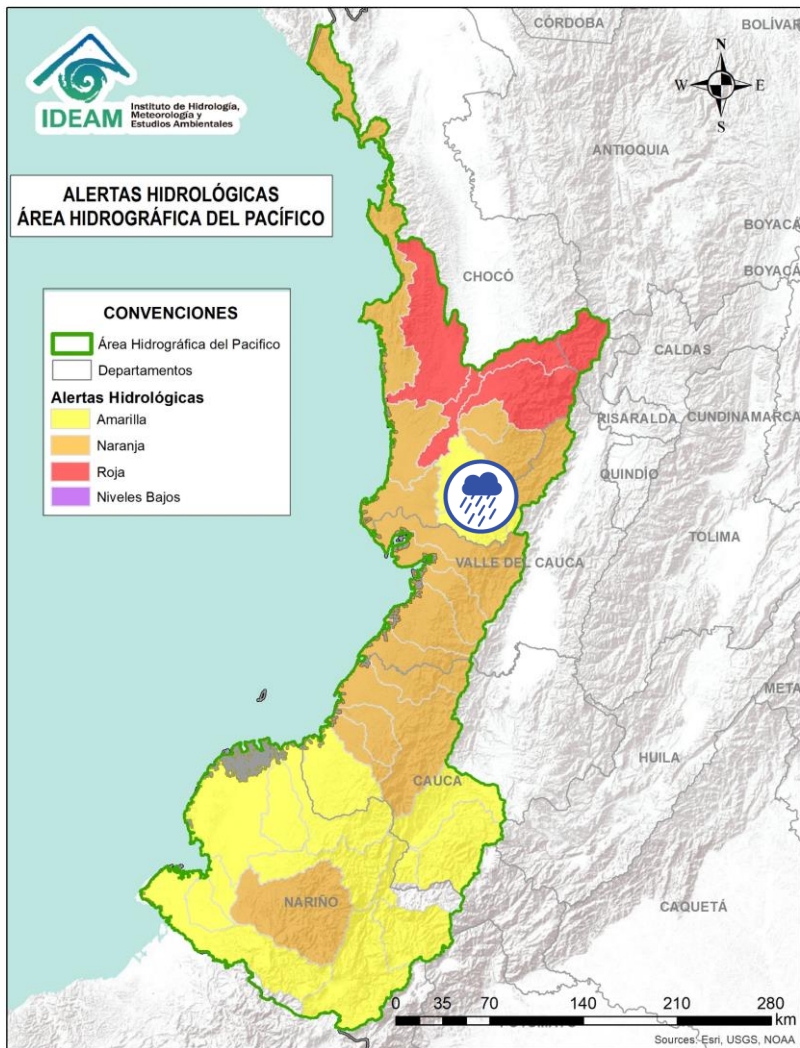 CÓRDOBA
BOLÍVAR
IDEAM
Instituto de Hidrología,
Meteorología y
Estudios Ambientales
N
W
E
S
ANTIOQUIA
ALERTAS HIDROLÓGICAS
ÁREA HIDROGRÁFICA DEL PACÍFICO
BOYACÁ
BOYACÁ
CHOCÓ
CONVENCIONES
Área Hidrográfica del Pacifico
Departamentos
Alertas Hidrológicas
Amarilla
Naranja
Roja
Niveles Bajos
CALDAS
RISARALDA
CUNDINAMARCA
QUINDÍO
TOLIMA
VALLE DEL CAUCA
META
HUILA
CAUCA
NARIÑO
CAQUETÁ
0 35 70 140 210 280
km
Sources: Esri, USGS, NOAA